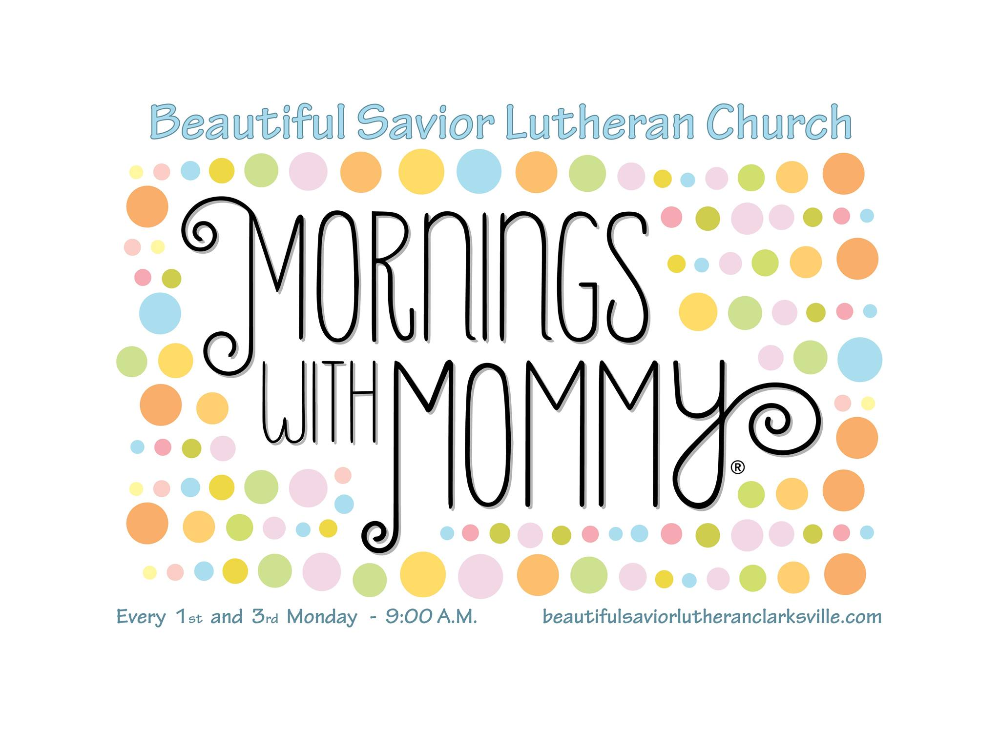 Beautiful Savior Lutheran Church
MORNINGS
WITH MOMMY®
Every 1st and 3rd Monday - 9:00 A.M.
beautifulsaviorlutheranclarksville.com